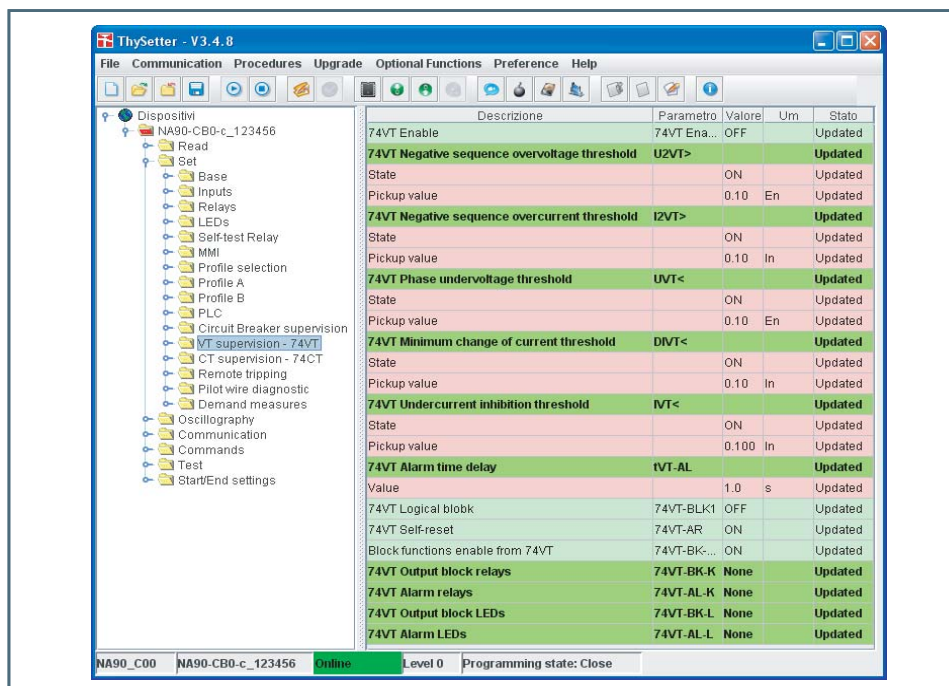 ThySetter - V3.4.8
File Communication Procedures Upgrade Optional Functions Preference Help
Dispositivi
NA90-CB0-c_123456
Read
Set
Base
Inputs
Relays
LEDs
Self-test Relay
MMI
Profile selection
Profile A
Profile B
PLC
Circuit Breaker supervision
VT supervision - 74VT
CT supervision - 74CT
Remote tripping
Pilot wire diagnostic
Demand measures
Oscillography
Communication
Commands
Test
Start/End settings
Descrizione Parametro Valore Um Stato
74VT Enable 74VT Ena... OFF Updated
74VT Negative sequence overvoltage threshold U2VT> Updated
State ON Updated
Pickup value 0.10 En Updated
74VT Negative sequence overcurrent threshold I2VT> Updated
State ON Updated
Pickup value 0.10 In Updated
74VT Phase undervoltage threshold UVT< Updated
State ON Updated
Pickup value 0.10 En Updated
74VT Minimum change of current threshold DIVT< Updated
State ON Updated
Pickup value 0.10 In Updated
74VT Undercurrent inhibition threshold IVT< Updated
State ON Updated
Pickup value 0.100 In Updated
74VT Alarm time delay tVT-AL Updated
Value 1.0 s Updated
74VT Logical blobk 74VT-BLK1 OFF Updated
74VT Self-reset 74VT-AR ON Updated
Block functions enable from 74VT 74VT-BK-... ON Updated
74VT Output block relays 74VT-BK-K None Updated
74VT Alarm relays 74VT-AL-K None Updated
74VT Output block LEDs 74VT-BK-L None Updated
74VT Alarm LEDs 74VT-AL-L None Updated
NA90_C00 NA90-CB0-c_123456 Online Level 0 Programming state: Close